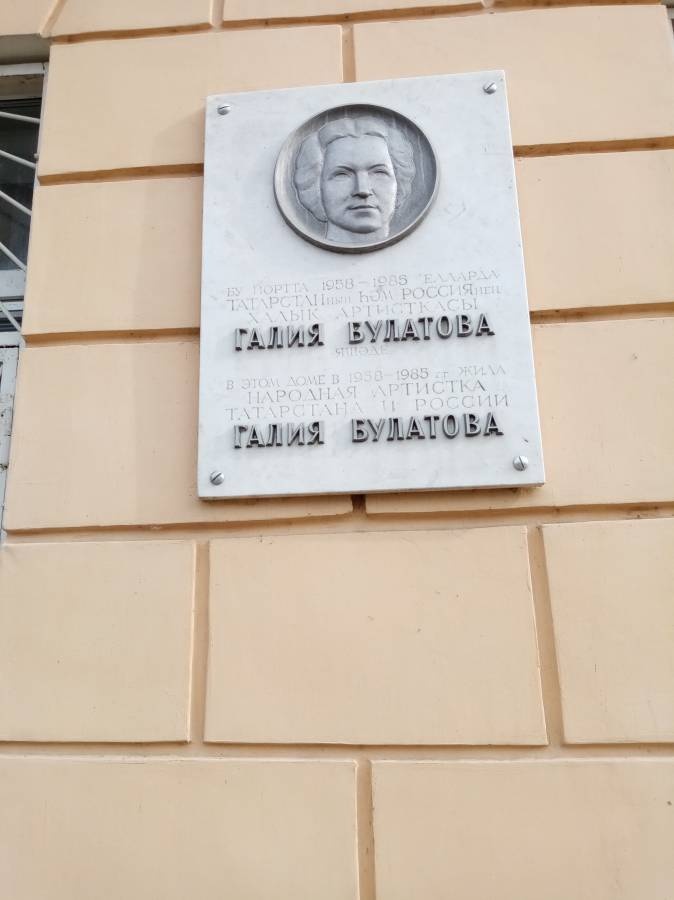 БУ ЙОРТТА 1958–1985 ЕЛЛАРДА
ТАТАРСТАНның ҺӘМ РОССИЯнең
ХАЛЫК АРТИСТКАСЫ
ГАЛИЯ БУЛАТОВА
ЯШӘДЕ
В ЭТОМ ДОМЕ В 1958–1985 гг. ЖИЛА
НАРОДНАЯ АРТИСТКА
ТАТАРСТАНА И РОССИИ
ГАЛИЯ БУЛАТОВА